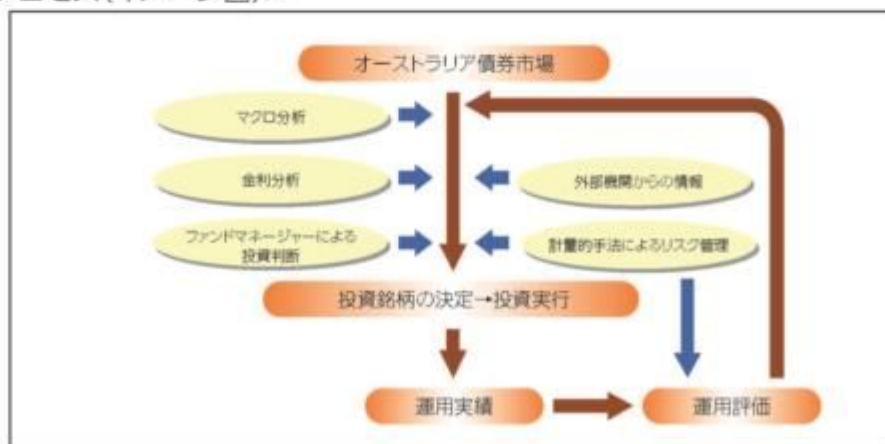 オーストラリア債券市場
マクロ分析
金利分析
外部機関からの情報
ファンドマネージャーによる
投資判断
計量的手法によるリスク管理
投資銘柄の決定→投資実行
運用実績
運用評価